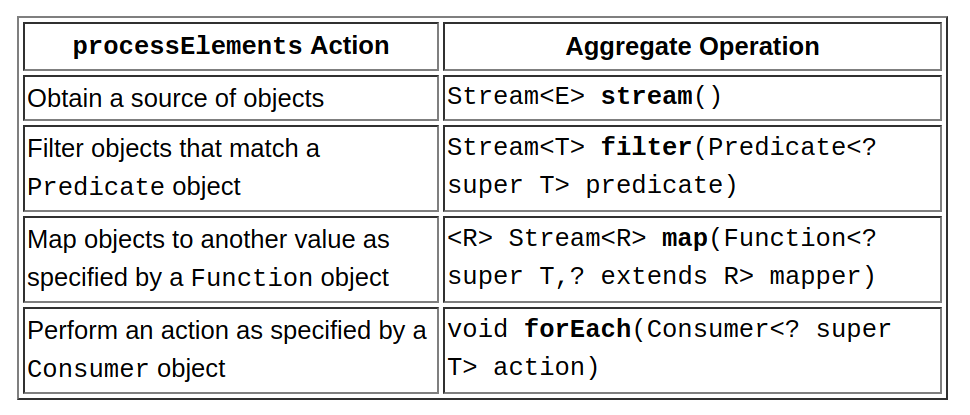 processElements Action
Aggregate Operation
Obtain a source of objects
Stream<E> stream()
Filter objects that match a
Predicate object
Stream<T> filter(Predicate<?
super T> predicate)
Map objects to another value as
specified by a Function object
<R> Stream<R> map(Function<?
super T,? extends R> mapper)
Perform an action as specified by a
Consumer object
void forEach(Consumer<? super
T> action)